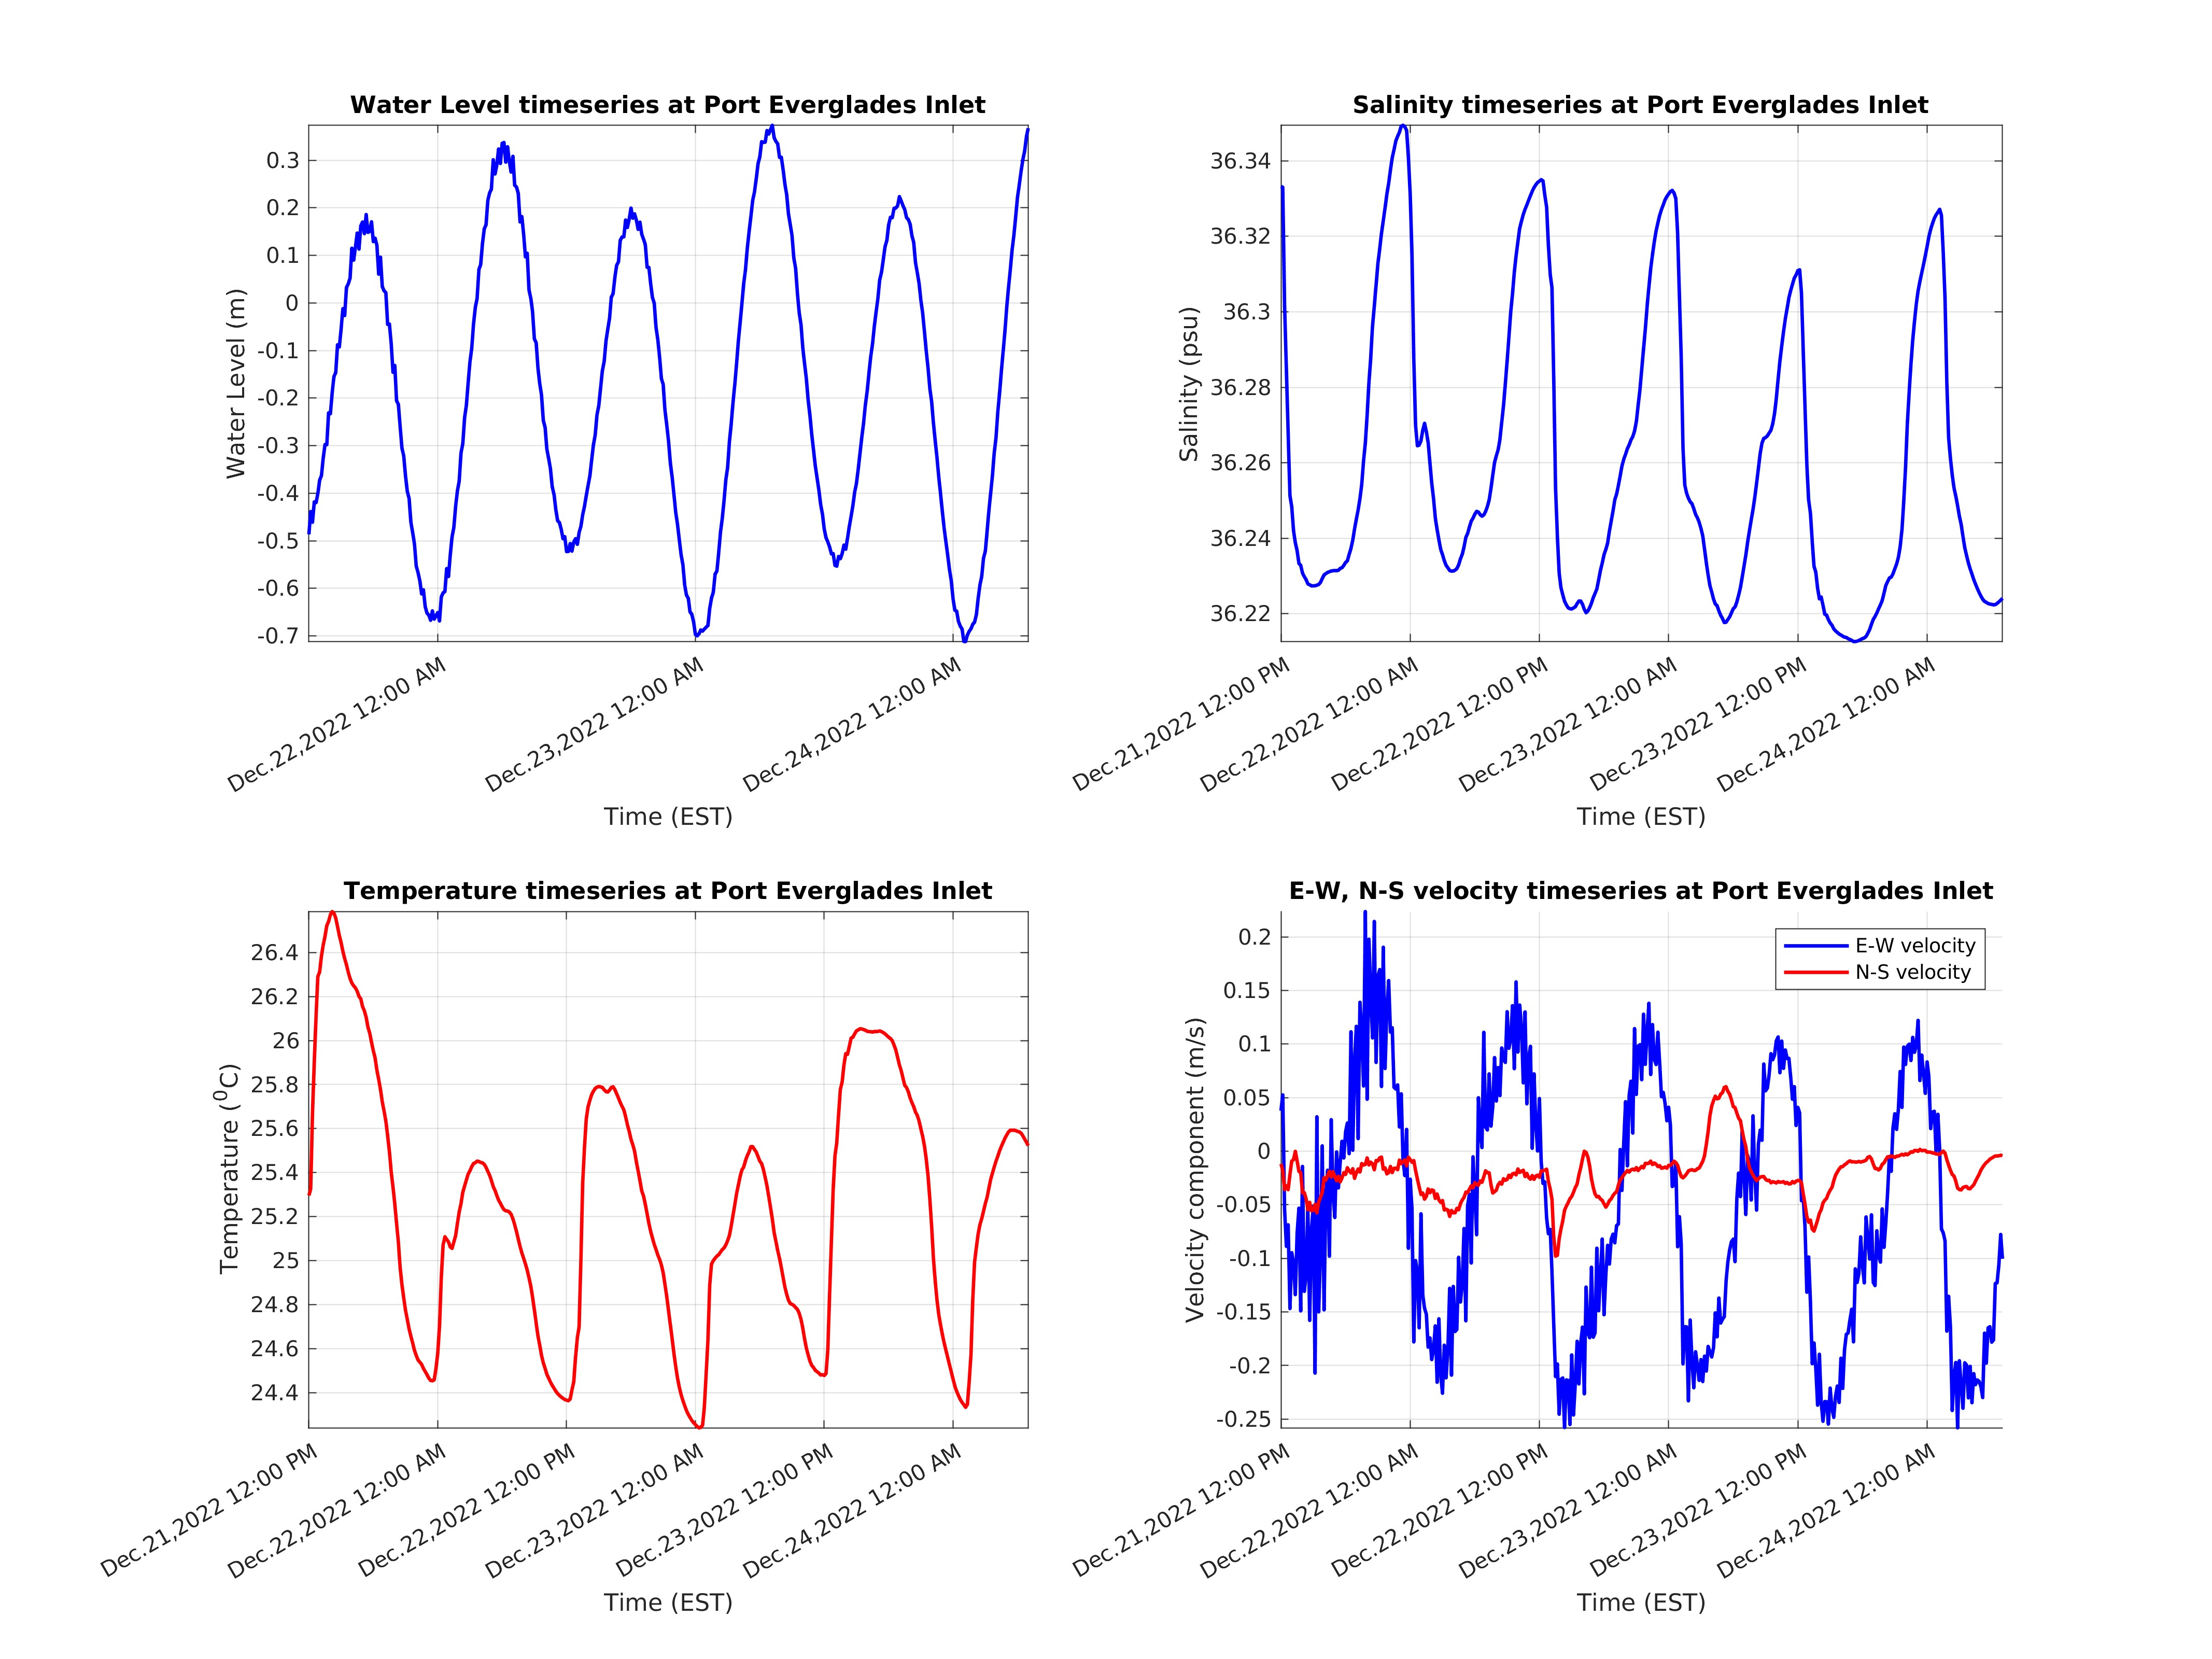 Water Level timeseries at Port Everglades Inlet
Water Level (m)
0.3
0.2
0.1
0
-0.1
-0.2
-0.3
-0.4
-0.5
-0.6
-0.7
Dec.22,2022 12:00 AM
Dec.23,2022 12:00 AM
Dec.24,2022 12:00 AM
Time (EST)
Salinity timeseries at Port Everglades Inlet
Salinity (psu)
36.34
36.32
36.3
36.28
36.26
36.24
36.22
Dec.21,2022 12:00 PM
Dec.22,2022 12:00 AM
Dec.22,2022 12:00 PM
Dec.23,2022 12:00 AM
Dec.23,2022 12:00 PM
Dec.24,2022 12:00 AM
Time (EST)
Temperature timeseries at Port Everglades Inlet
Temperature (⁰C)
26.4
26.2
26
25.8
25.6
25.4
25.2
25
24.8
24.6
24.4
Dec.21,2022 12:00 PM
Dec.22,2022 12:00 AM
Dec.22,2022 12:00 PM
Dec.23,2022 12:00 AM
Dec.23,2022 12:00 PM
Dec.24,2022 12:00 AM
Time (EST)
E-W, N-S velocity timeseries at Port Everglades Inlet
Velocity component (m/s)
0.2
0.15
0.1
0.05
0
-0.05
-0.1
-0.15
-0.2
-0.25
E-W velocity
N-S velocity
Dec.21,2022 12:00 PM
Dec.22,2022 12:00 AM
Dec.22,2022 12:00 PM
Dec.23,2022 12:00 AM
Dec.23,2022 12:00 PM
Dec.24,2022 12:00 AM
Time (EST)